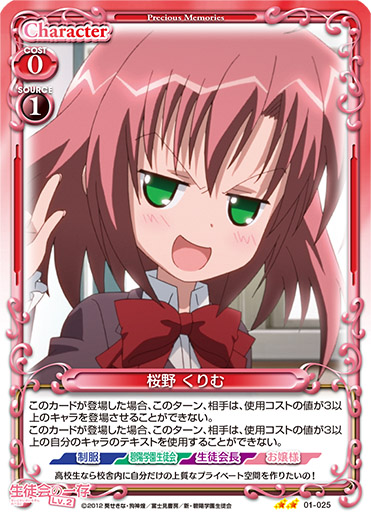 Precious Memories
Character
COST
0
SOURCE
1
桜野 くりむ
このカードが登場した場合、このターン、相手は、使用コストの値が3以
上のキャラを登場させることができない。
このカードが登場した場合、このターン、相手は、使用コストの値が3以
上の自分のキャラのテキストを使用することができない。
制服 碧陽学園生徒会 生徒会長 お嬢様
高校生なら校舎内に自分だけの上質なプライベート空間を作りたいの！
生徒会の一存
Lv.2
01-025
©2012 葵せきな・狗神煌／富士見書房／新・碧陽学園生徒会